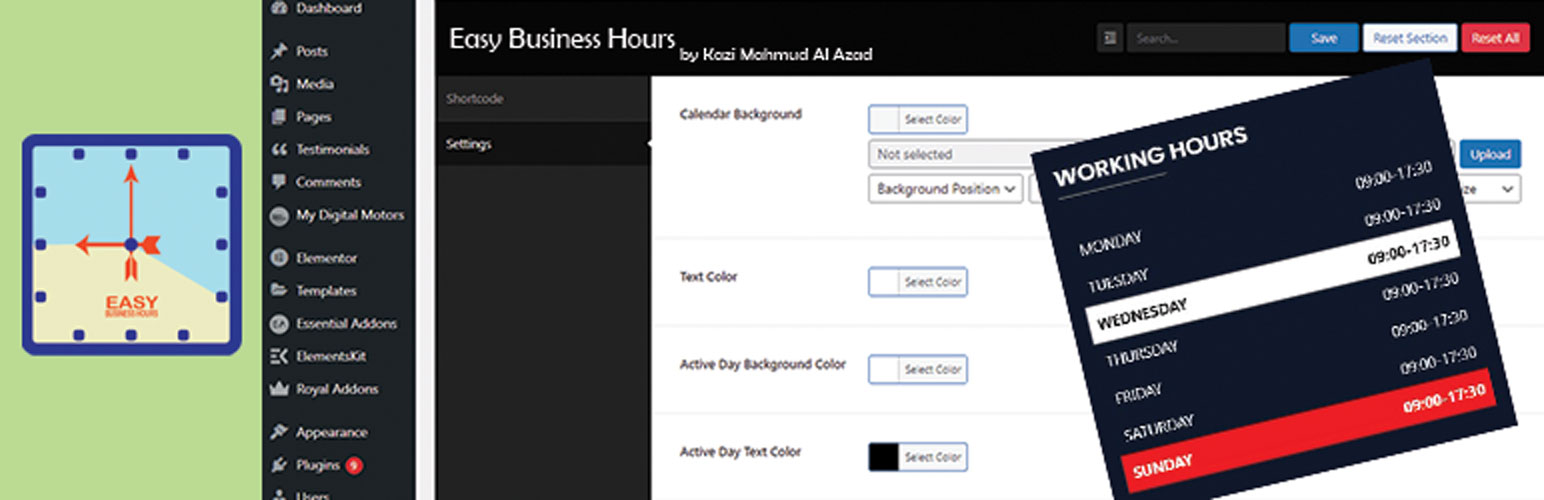 EASY
BUSINESS HOURS
Dashboard
Posts
Media
Pages
Testimonials
Comments
My Digital Motors
Elementor
Templates
Essential Addons
ElementsKit
Royal Addons
Appearance
Plugins 9
Users
Easy Business Hours by Kazi Mahmud Al Azad
Search...
Save
Reset Section
Reset All
Shortcode
Settings
Calendar Background
Select Color
Not selected
Upload
Background Position
Text Color
Select Color
Active Day Background Color
Select Color
Active Day Text Color
Select Color
WORKING HOURS
MONDAY 09:00-17:30
TUESDAY 09:00-17:30
WEDNESDAY 09:00-17:30
THURSDAY 09:00-17:30
FRIDAY 09:00-17:30
SATURDAY 09:00-17:30
SUNDAY 09:00-17:30